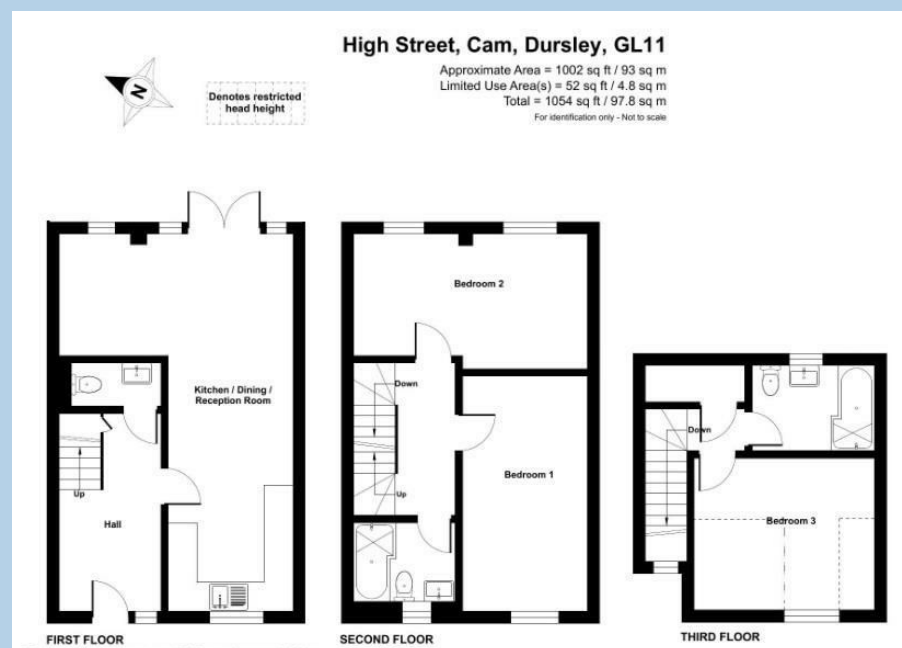 High Street, Cam, Dursley, GL11
Approximate Area = 1002 sq ft / 93 sq m
Limited Use Area(s) = 52 sq ft / 4.8 sq m
Total = 1054 sq ft / 97.8 sq m
For identification only - Not to scale
N
Denotes restricted
head height
Kitchen / Dining /
Reception Room
Up
Hall
FIRST FLOOR
Bedroom 2
Down
Bedroom 1
Up
SECOND FLOOR
Down
Bedroom 3
THIRD FLOOR